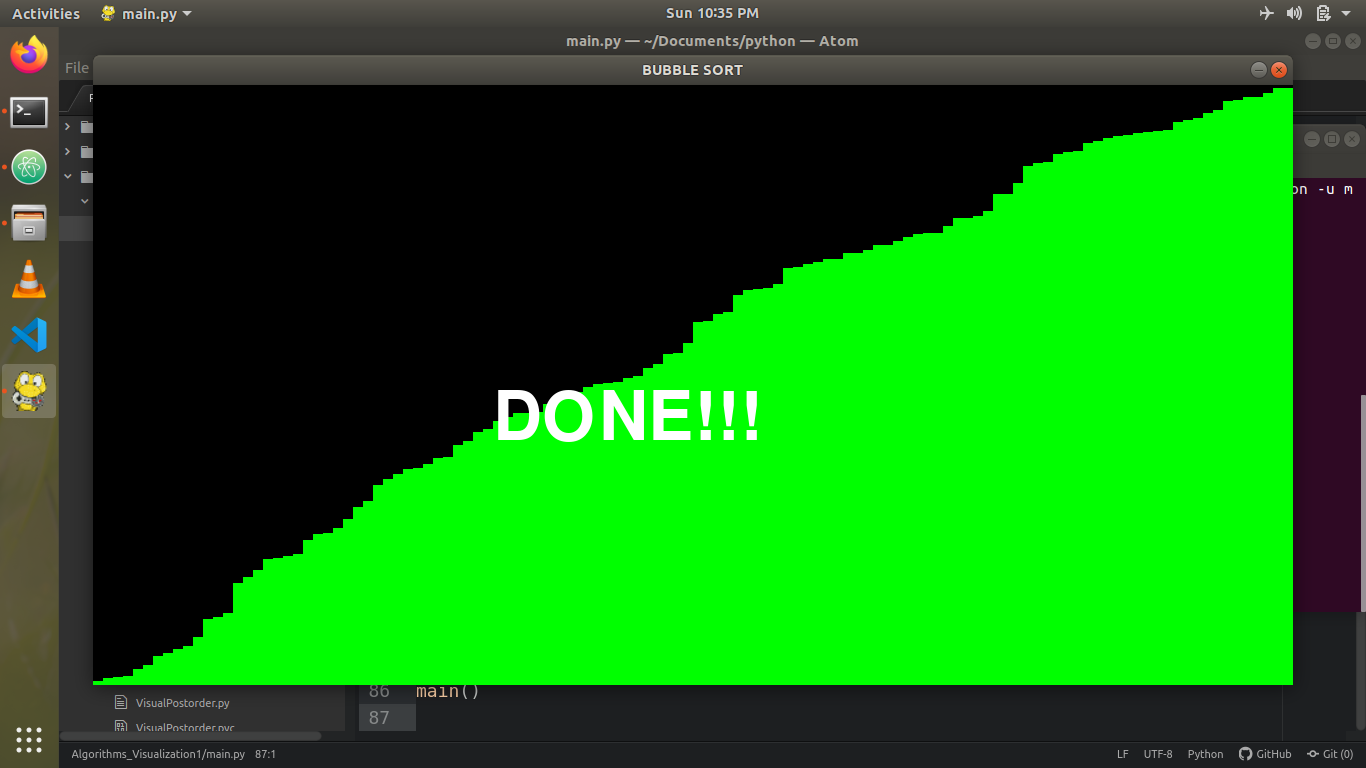 Activities
main.py
Sun 10:35 PM
main.py — ~/Documents/python — Atom
File
BUBBLE SORT
on -u m
DONE!!!
86 main()
87
VisualPostorder.py
VisualPostorder.pyc
Algorithms_Visualization1/main.py 87:1
LF UTF-8 Python GitHub Git (0)